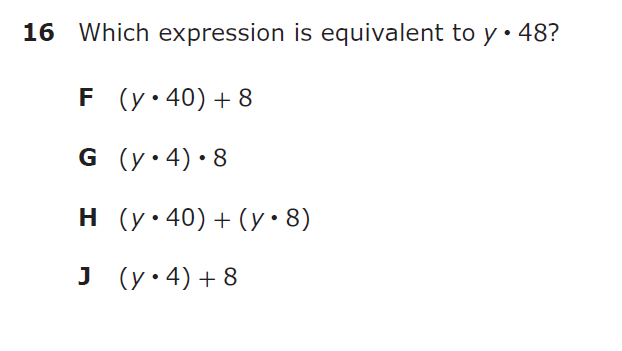 16 Which expression is equivalent to y • 48?
F (y • 40) + 8
G (y • 4) • 8
H (y • 40) + (y • 8)
J (y • 4) + 8